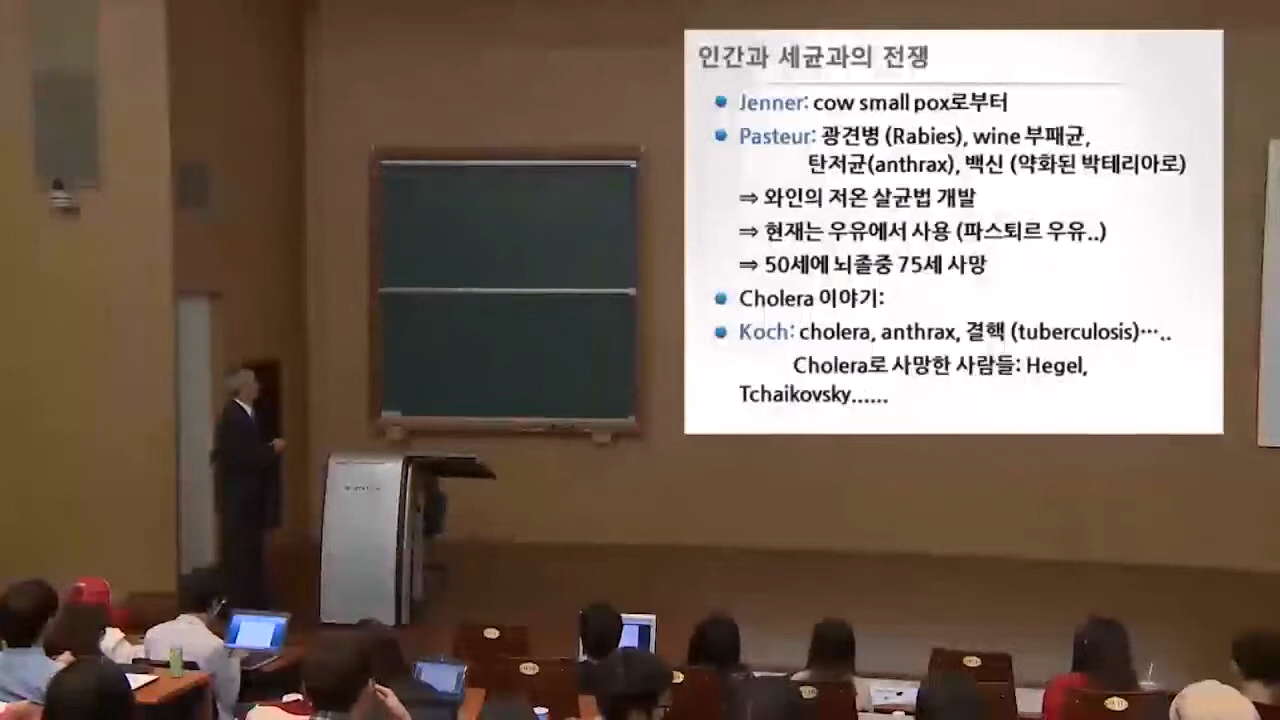 인간과 세균과의 전쟁
Jenner: cow small pox로부터
Pasteur: 광견병 (Rabies), wine 부패균,
탄저균(anthrax), 백신 (약화된 박테리아로)
⇒ 와인의 저온 살균법 개발
⇒ 현재는 우유에서 사용 (파스퇴르 우유..)
⇒ 50세에 뇌졸중 75세 사망
Cholera 이야기:
Koch: cholera, anthrax, 결핵 (tuberculosis)…..
Cholera로 사망한 사람들: Hegel,
Tchaikovsky......